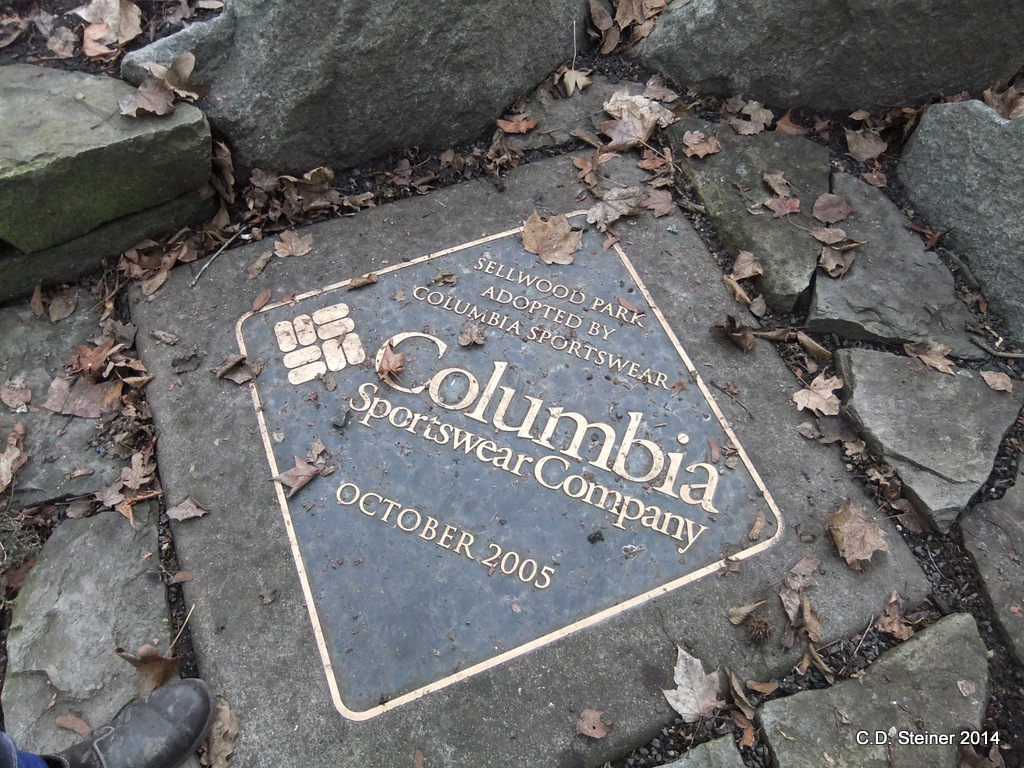 SELLWOOD PARK
ADOPTED BY
COLUMBIA SPORTSWEAR
Columbia
Sportswear Company
OCTOBER 2005
C.D. Steiner 2014